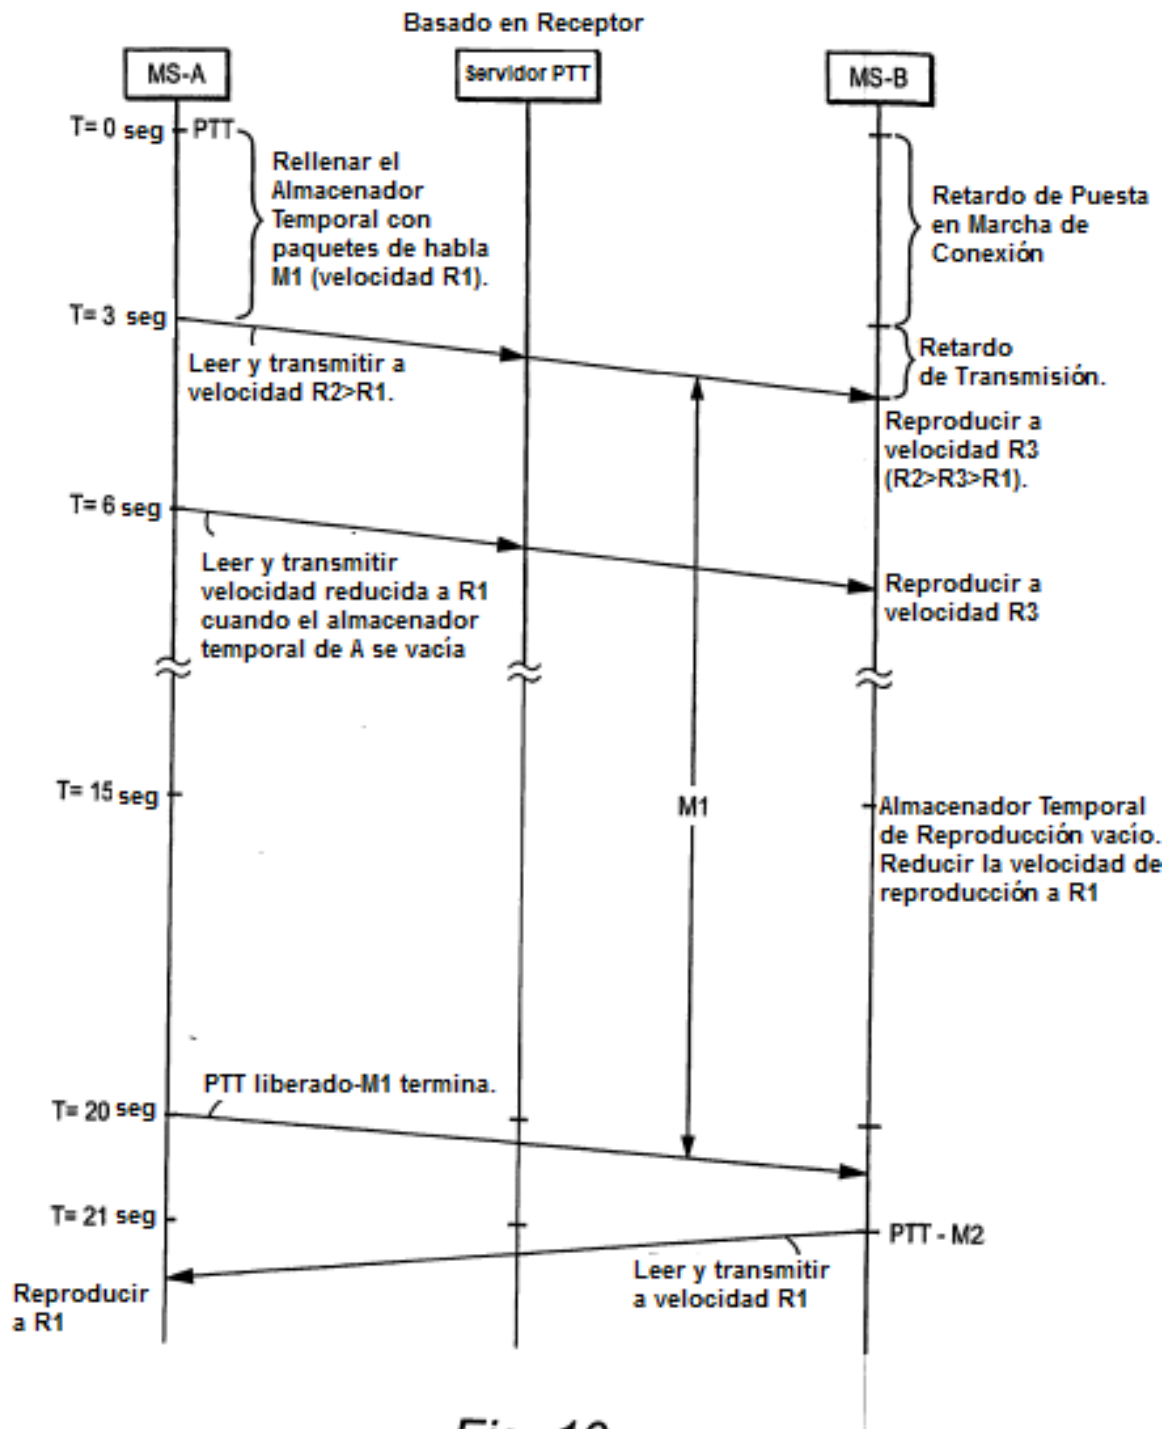 Basado en Receptor
MS-A
Servidor PTT
MS-B
T= 0 seg
PTT
Rellenar el
Almacenador
Temporal con
paquetes de habla
M1 (velocidad R1).
Retardo de Puesta
en Marcha de
Conexión
T= 3 seg
Leer y transmitir a
velocidad R2>R1.
Retardo
de Transmisión.
Reproducir a
velocidad R3
(R2>R3>R1).
T= 6 seg
Leer y transmitir
velocidad reducida a R1
cuando el almacenador
temporal de A se vacía
Reproducir a
velocidad R3
T= 15 seg
M1
Almacenador Temporal
de Reproducción vacío.
Reducir la velocidad de
reproducción a R1
PTT liberado-M1 termina.
T= 20 seg
T= 21 seg
PTT - M2
Leer y transmitir
a velocidad R1
Reproducir
a R1